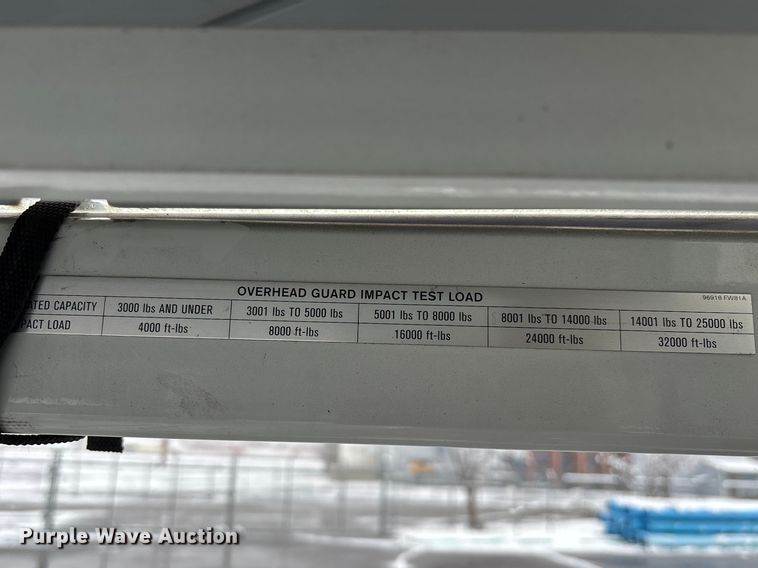 OVERHEAD GUARD IMPACT TEST LOAD
CAPACITY 3000 lbs AND UNDER 3001 lbs TO 5000 lbs 5001 lbs TO 8000 lbs 8001 lbs TO 14000 lbs 14001 lbs TO 25000 lbs
LOAD 4000 ft-lbs 8000 ft-lbs 16000 ft-lbs 24000 ft-lbs 32000 ft-lbs
Purple Wave Auction